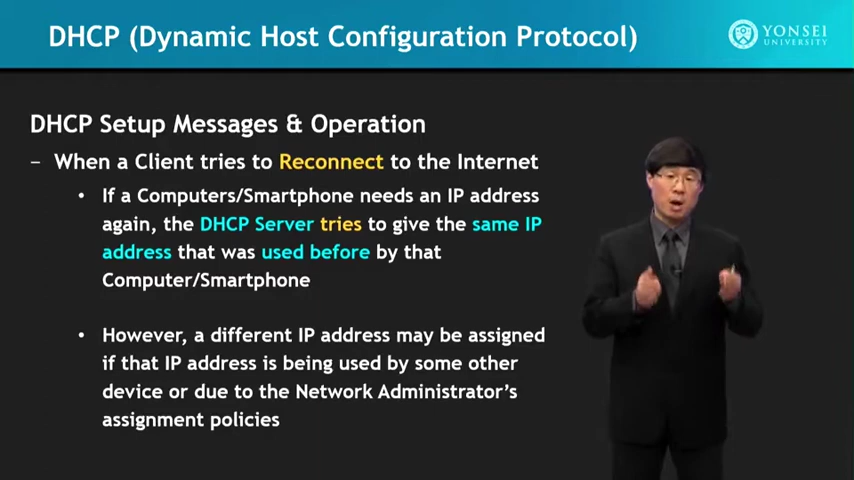 DHCP (Dynamic Host Configuration Protocol)
YONSEI
UNIVERSITY
DHCP Setup Messages & Operation
– When a Client tries to Reconnect to the Internet
• If a Computers/Smartphone needs an IP address
again, the DHCP Server tries to give the same IP
address that was used before by that
Computer/Smartphone
• However, a different IP address may be assigned
if that IP address is being used by some other
device or due to the Network Administrator's
assignment policies